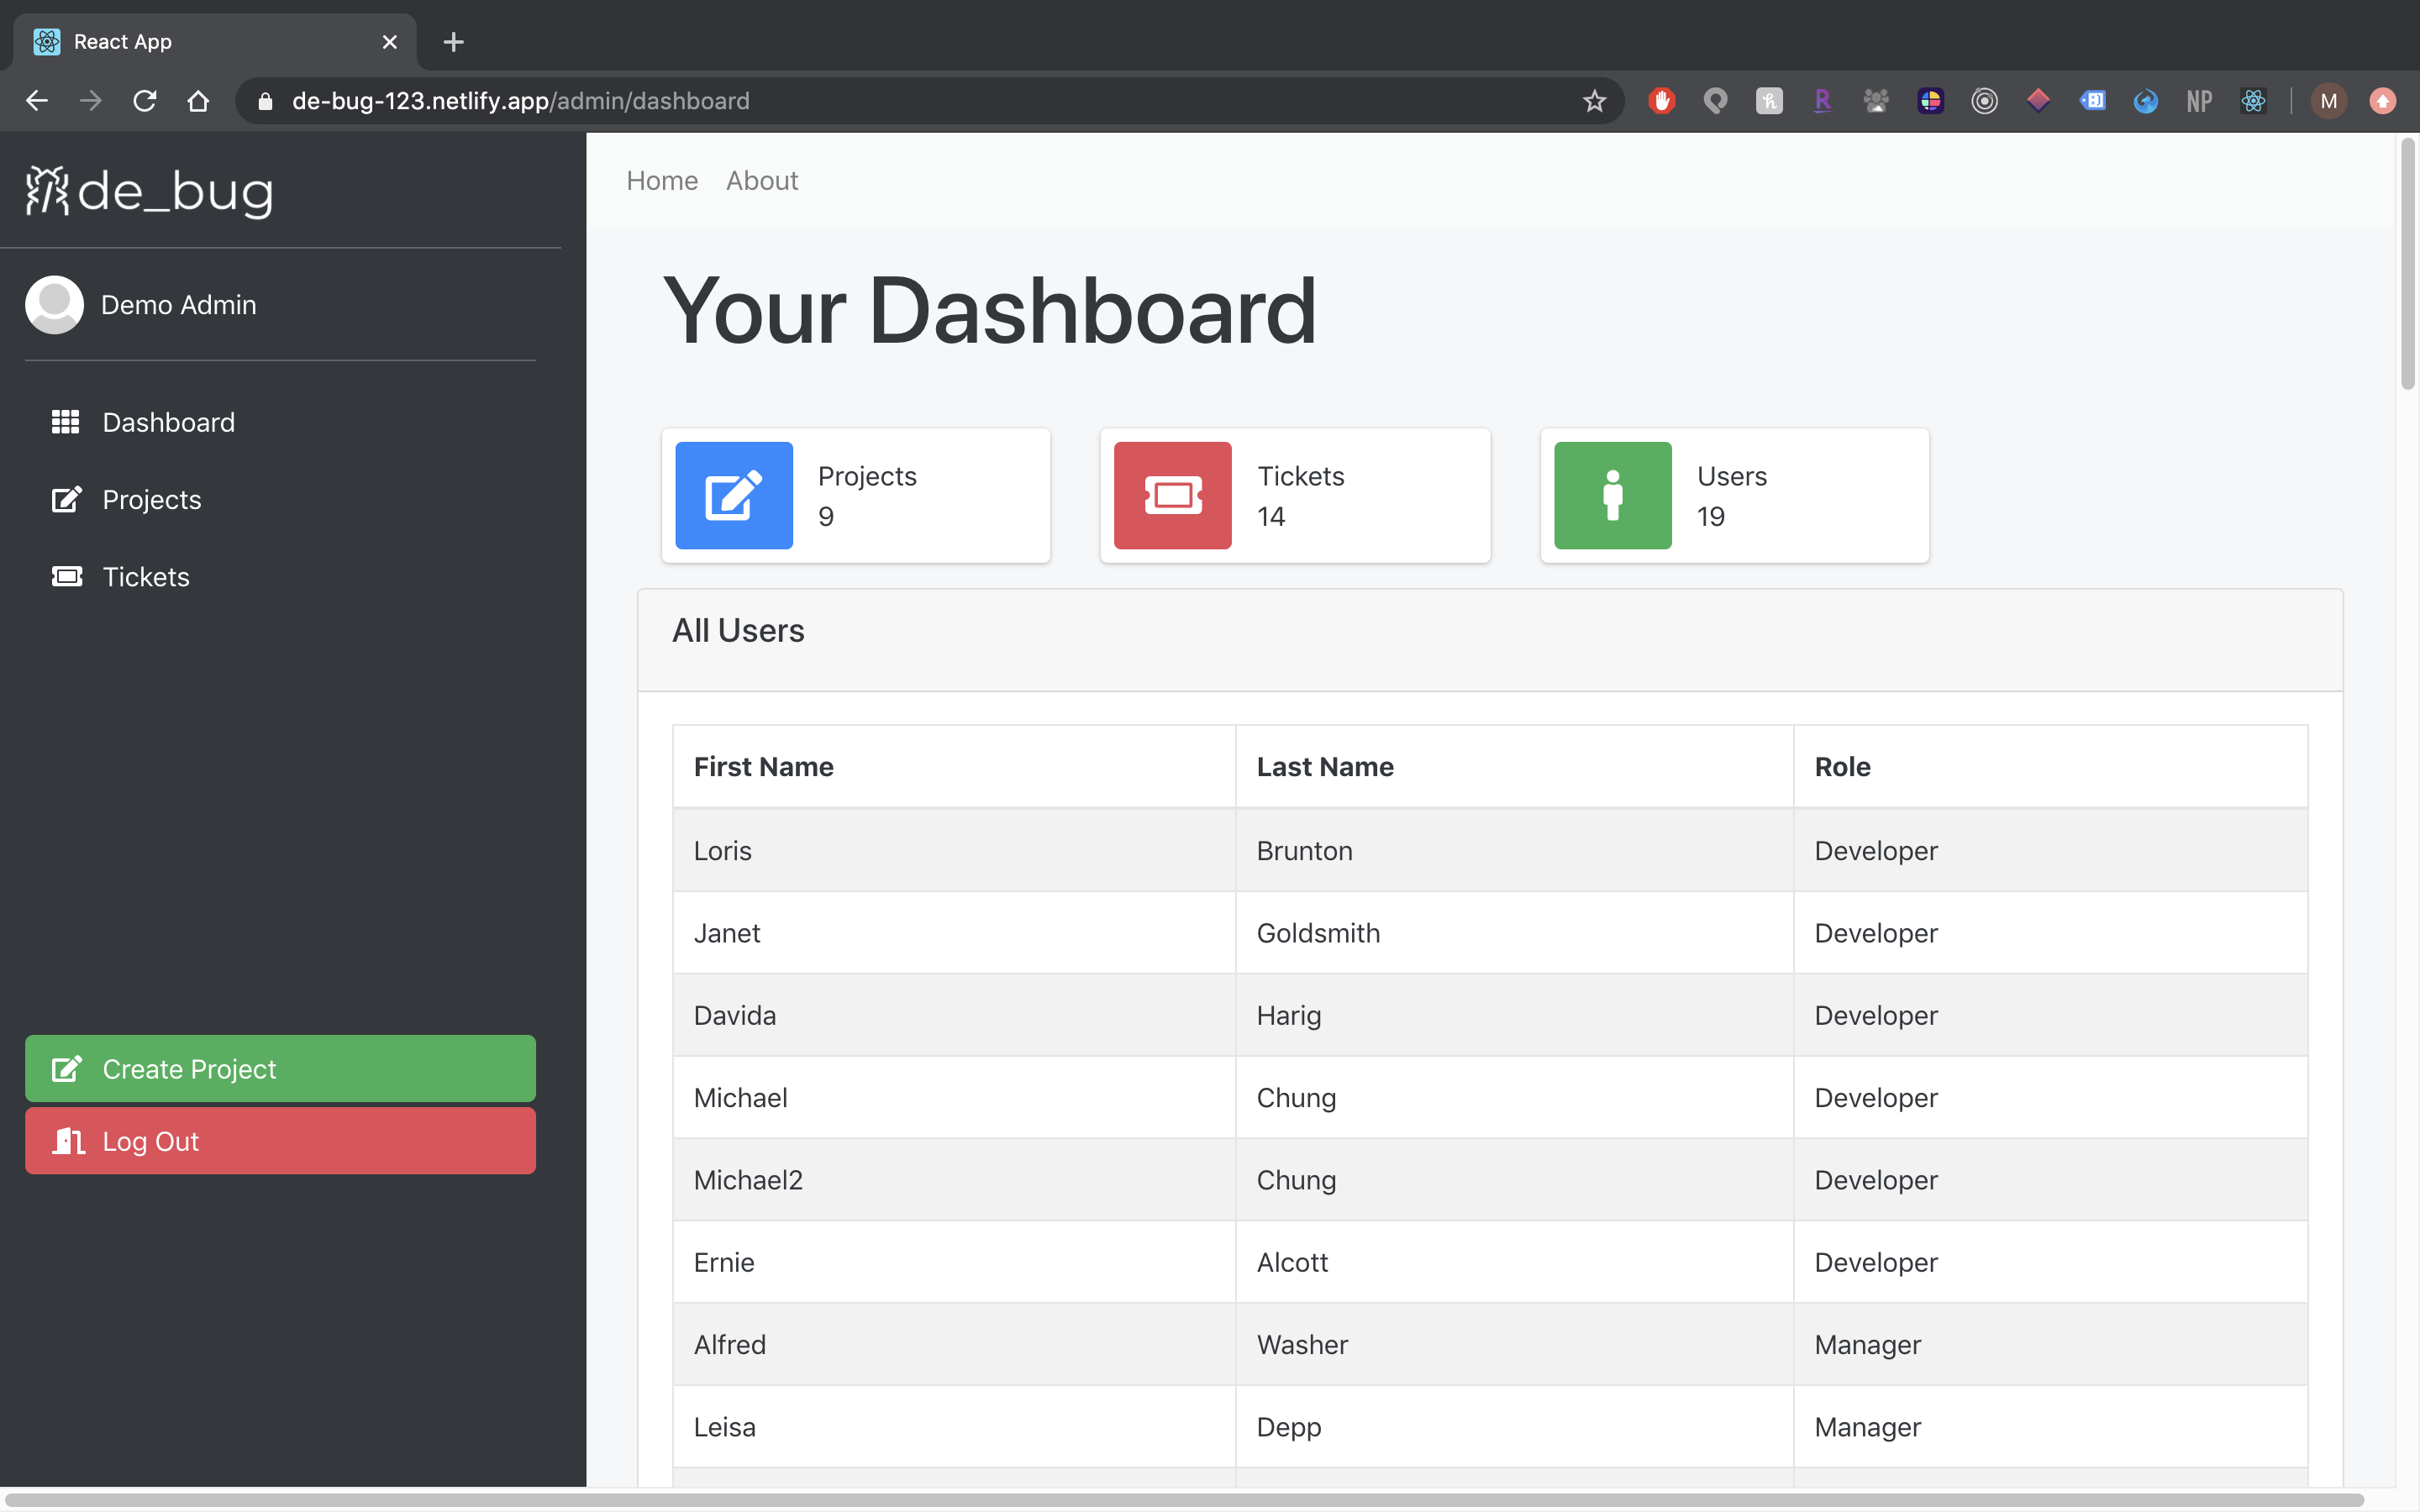 React App
de-bug-123.netlify.app/admin/dashboard
NP
M
de_bug
Demo Admin
Dashboard
Projects
Tickets
Create Project
Log Out
Home About
Your Dashboard
Projects
9
Tickets
14
Users
19
All Users
First Name Last Name Role
Loris Brunton Developer
Janet Goldsmith Developer
Davida Harig Developer
Michael Chung Developer
Michael2 Chung Developer
Ernie Alcott Developer
Alfred Washer Manager
Leisa Depp Manager